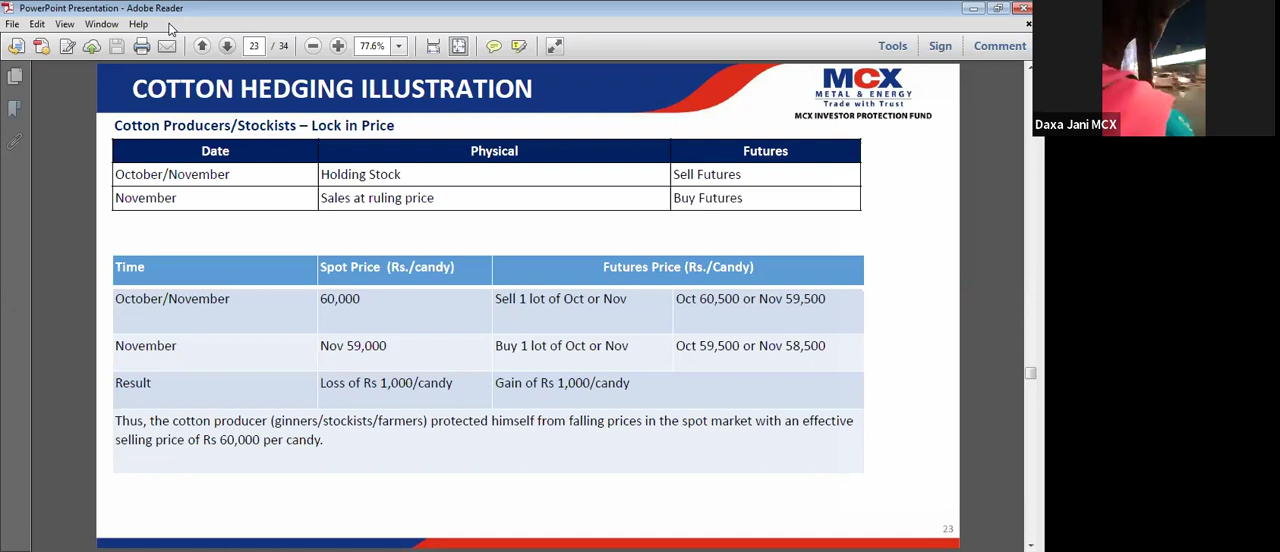 PowerPoint Presentation - Adobe Reader
File Edit View Window Help
23 / 34 77.6% Tools Sign Comment
COTTON HEDGING ILLUSTRATION
MCX
METAL & ENERGY
Trade with Trust
MCX INVESTOR PROTECTION FUND
Cotton Producers/Stockists – Lock in Price
Date Physical Futures
October/November Holding Stock Sell Futures
November Sales at ruling price Buy Futures
Time Spot Price (Rs./candy) Futures Price (Rs./Candy)
October/November 60,000 Sell 1 lot of Oct or Nov Oct 60,500 or Nov 59,500
November Nov 59,000 Buy 1 lot of Oct or Nov Oct 59,500 or Nov 58,500
Result Loss of Rs 1,000/candy Gain of Rs 1,000/candy
Thus, the cotton producer (ginners/stockists/farmers) protected himself from falling prices in the spot market with an effective
selling price of Rs 60,000 per candy.
23
Daxa Jani MCX